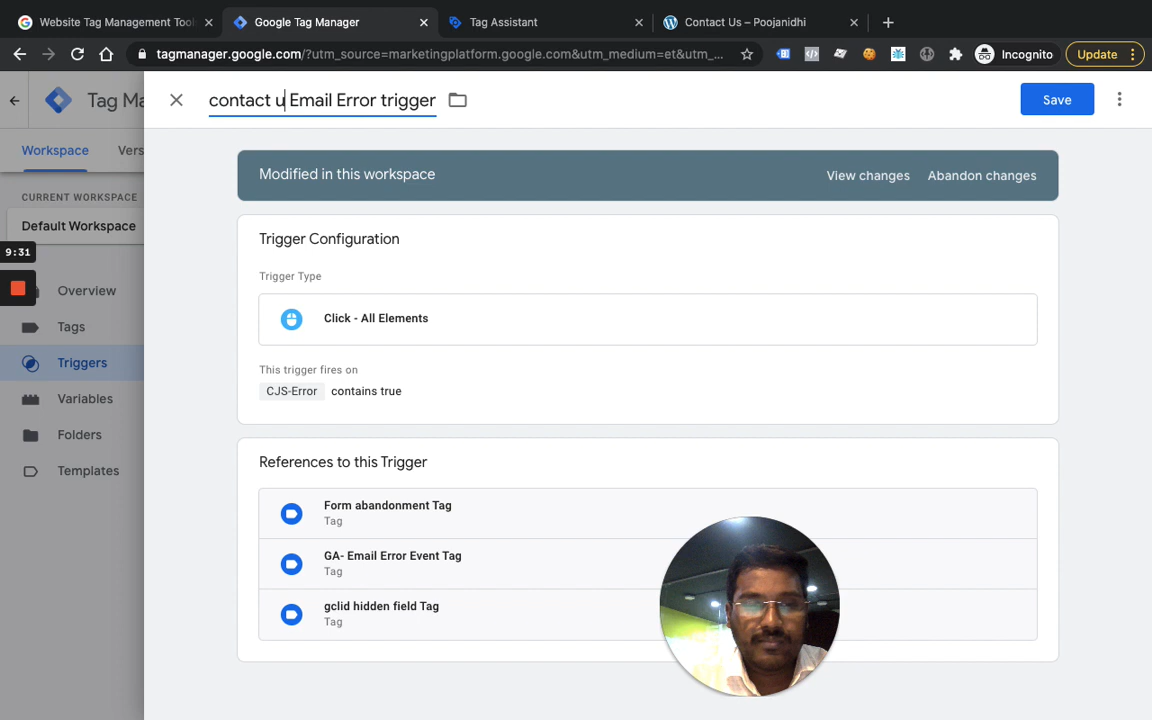 Website Tag Management Tool
Google Tag Manager
Tag Assistant
Contact Us – Poojanidhi
tagmanager.google.com/?utm_source=marketingplatform.google.com&utm_medium=et&utm_...
Incognito
Update
Tag Ma
contact u Email Error trigger
Save
Workspace
Vers
Modified in this workspace
View changes
Abandon changes
CURRENT WORKSPACE
Default Workspace
9:31
Overview
Tags
Triggers
Variables
Folders
Templates
Trigger Configuration
Trigger Type
Click - All Elements
This trigger fires on
CJS-Error contains true
References to this Trigger
Form abandonment Tag
Tag
GA- Email Error Event Tag
Tag
gclid hidden field Tag
Tag